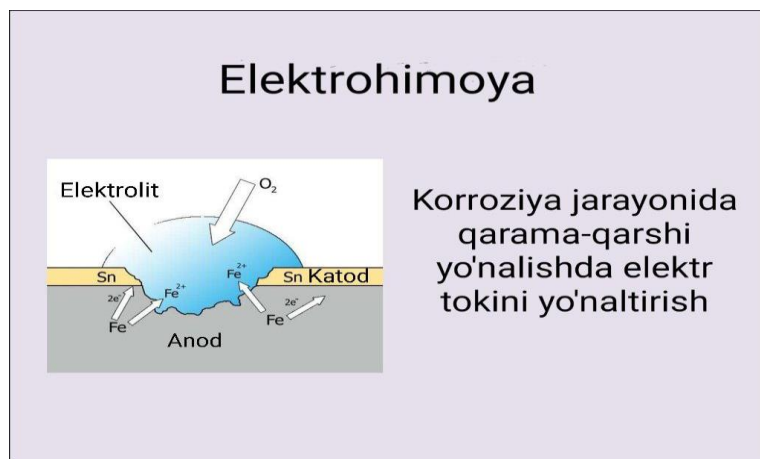 Elektrohimoya
Elektrolit
O₂
Korroziya jarayonida
qarama-qarshi
yo'nalishda elektr
tokini yo'naltirish
Sn
Fe²⁺
Sn Katod
Fe²⁺
2e⁻
2e⁻
Fe
Fe
Anod